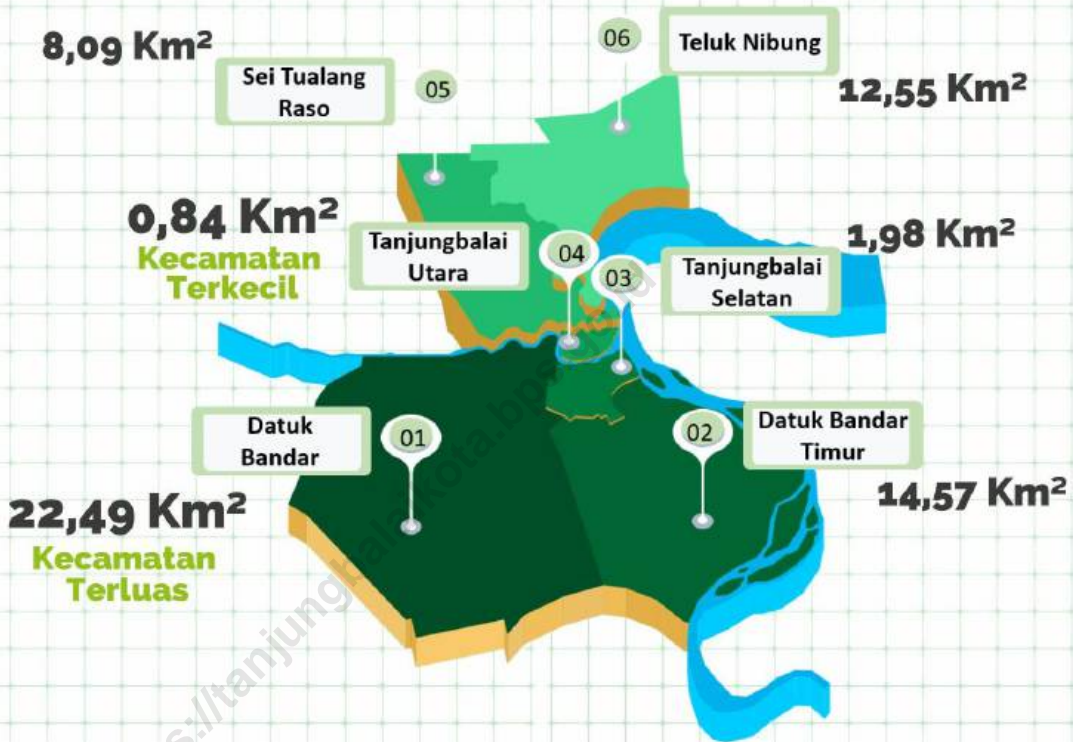 8,09 Km²
Sei Tualang
Raso
05
06
Teluk Nibung
12,55 Km²
0,84 Km²
Kecamatan
Terkecil
Tanjungbalai
Utara
04
03
Tanjungbalai
Selatan
1,98 Km²
Datuk
Bandar
01
02
Datuk Bandar
Timur
22,49 Km²
Kecamatan
Terluas
14,57 Km²